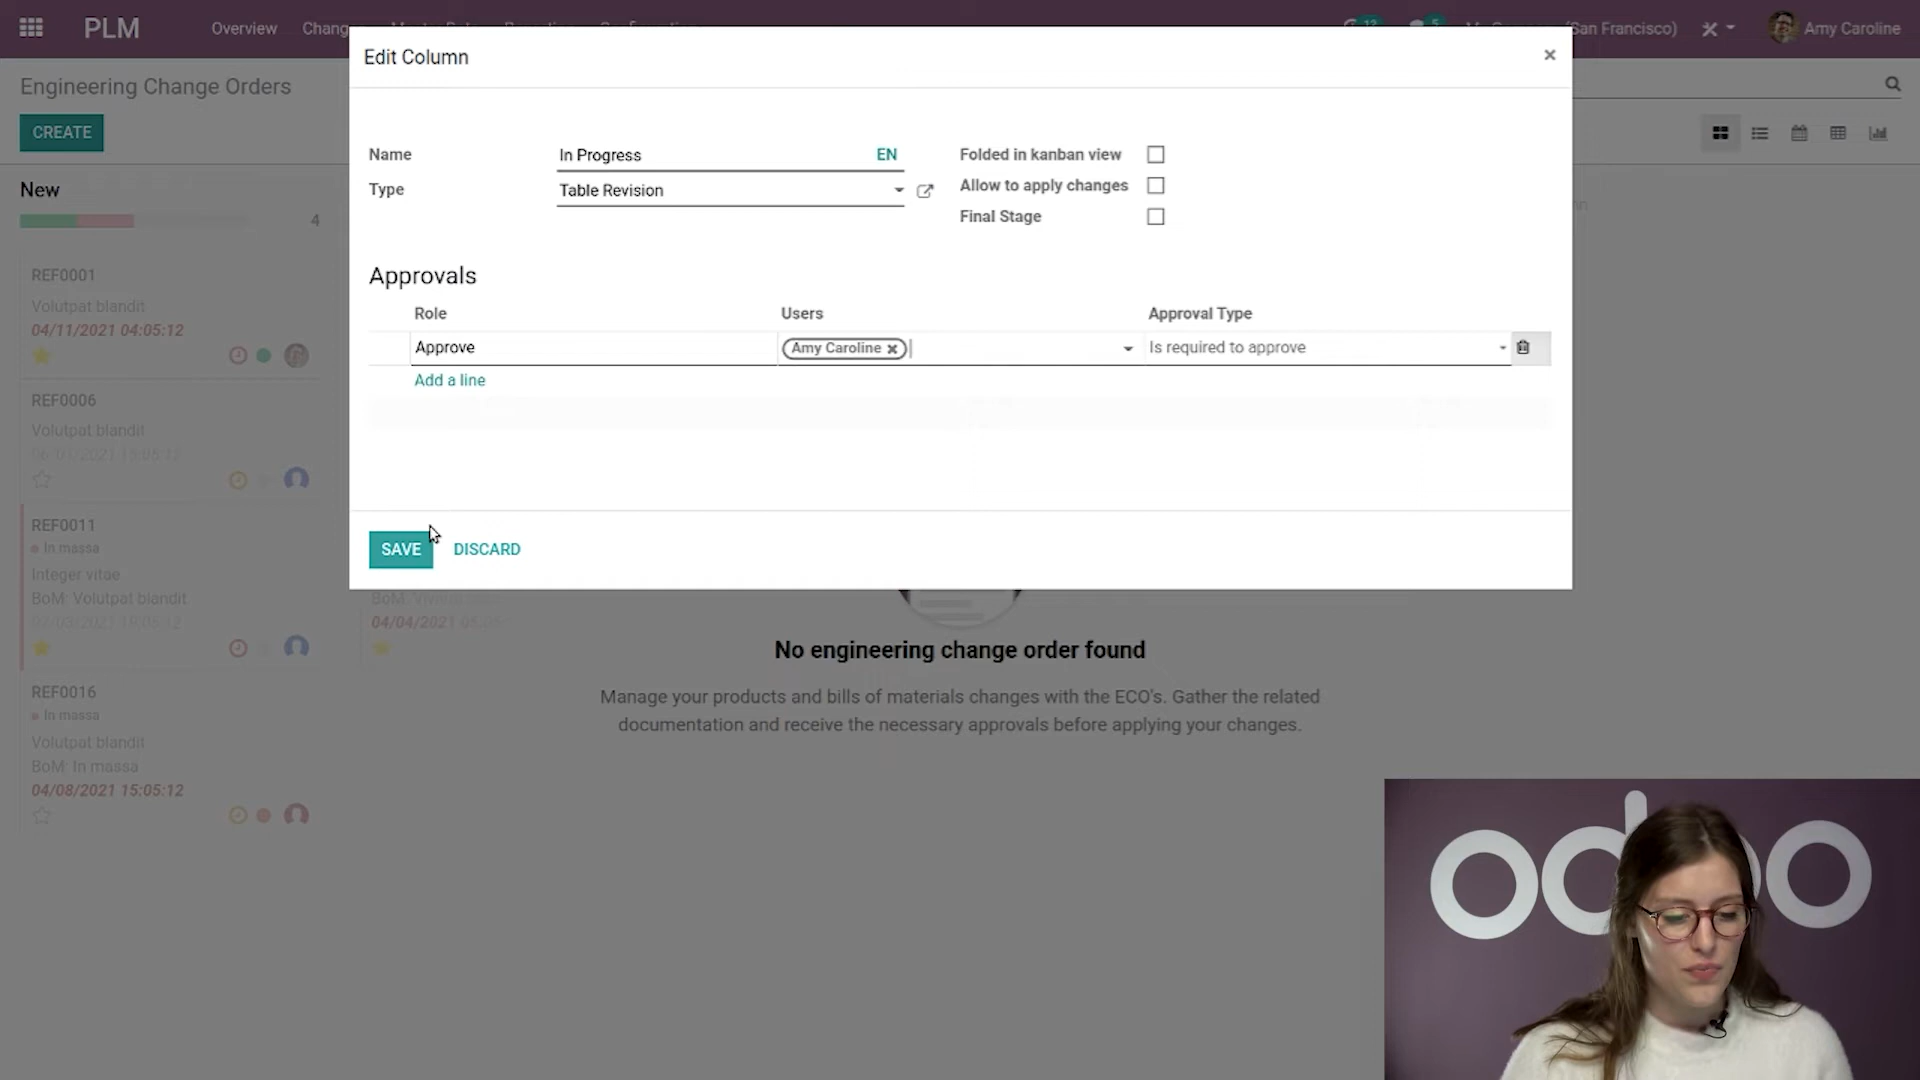 PLM
Overview
San Francisco)
Amy Caroline
Edit Column
×
Engineering Change Orders
CREATE
Name
In Progress
EN
Folded in kanban view
Type
Table Revision
Allow to apply changes
Final Stage
New
4
Approvals
Role
Users
Approval Type
Approve
Amy Caroline
Is required to approve
Add a line
REF0001
Volutpat blandit
04/11/2021 04:05:12
REF0006
Volutpat blandit
REF0011
In massa
Integer vitae
BoM: Volutpat blandit
SAVE
DISCARD
04/04/2021
REF0016
In massa
Volutpat blandit
BoM: In massa
04/08/2021 15:05:12
No engineering change order found
Manage your products and bills of materials changes with the ECO's. Gather the related
documentation and receive the necessary approvals before applying your changes.
odoo